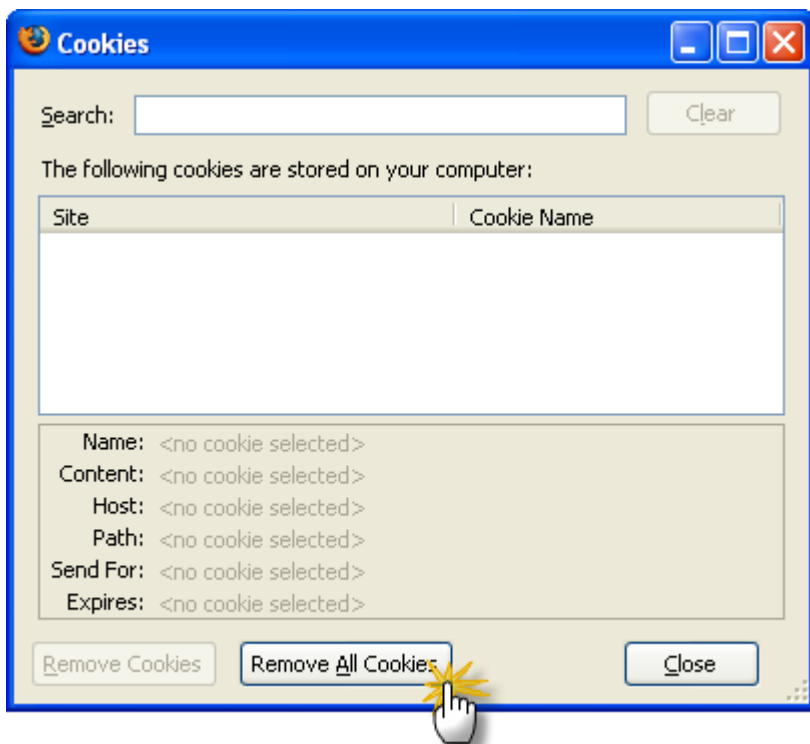 Cookies
Search: Clear
The following cookies are stored on your computer:
Site Cookie Name
Name: <no cookie selected>
Content: <no cookie selected>
Host: <no cookie selected>
Path: <no cookie selected>
Send For: <no cookie selected>
Expires: <no cookie selected>
Remove Cookies Remove All Cookies Close